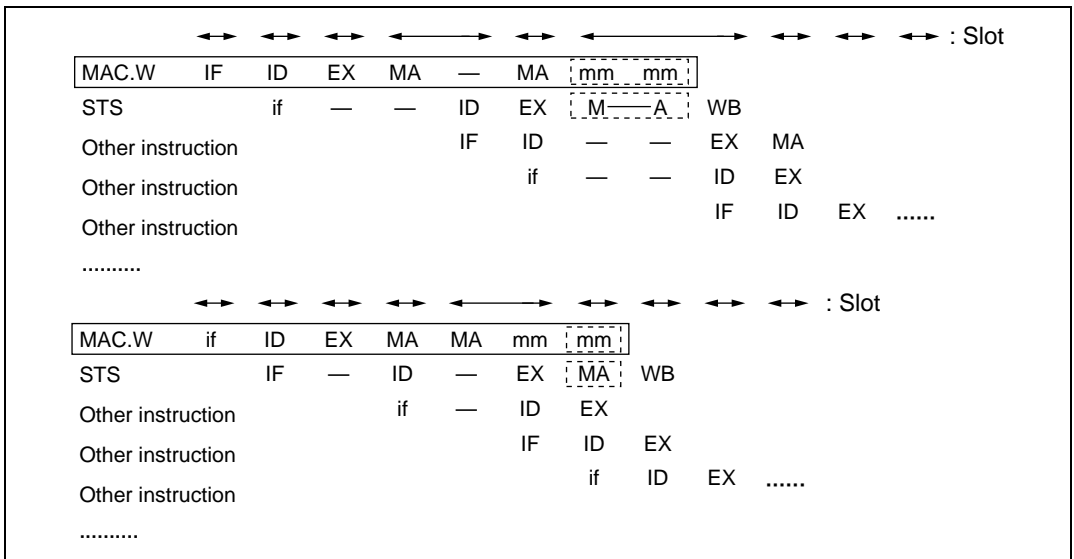 : Slot
MAC.W IF ID EX MA — MA mm mm
STS if — — ID EX M — A WB
Other instruction IF ID — — EX MA
Other instruction if — — ID EX
Other instruction IF ID EX ......
..........
: Slot
MAC.W if ID EX MA MA mm mm
STS IF — ID — EX MA WB
Other instruction if — ID EX
Other instruction IF ID EX
Other instruction if ID EX ......
..........